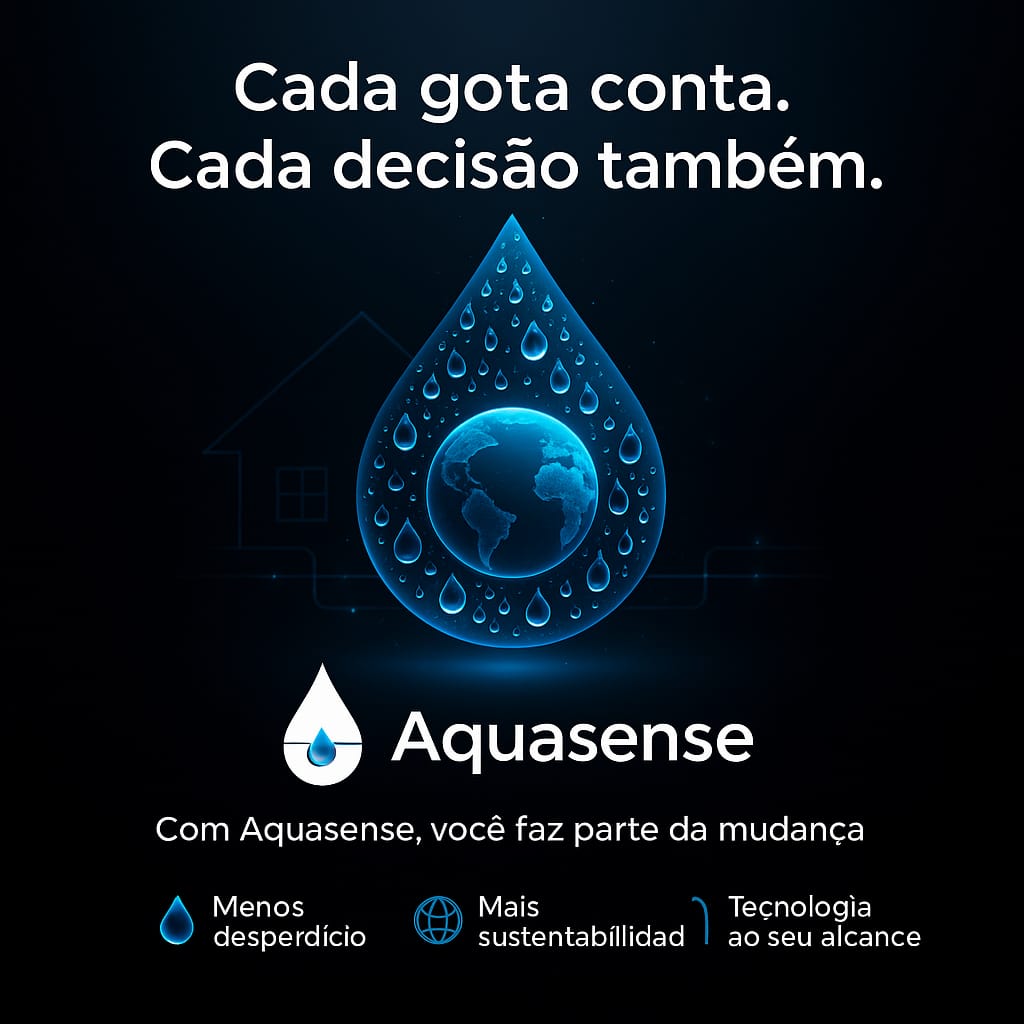 Cada gota conta.
Cada decisão também.
Aquasense
Com Aquasense, você faz parte da mudança
Menos
desperdício
Mais
sustentabíllidad
Teçnologìa
ao seu alcance